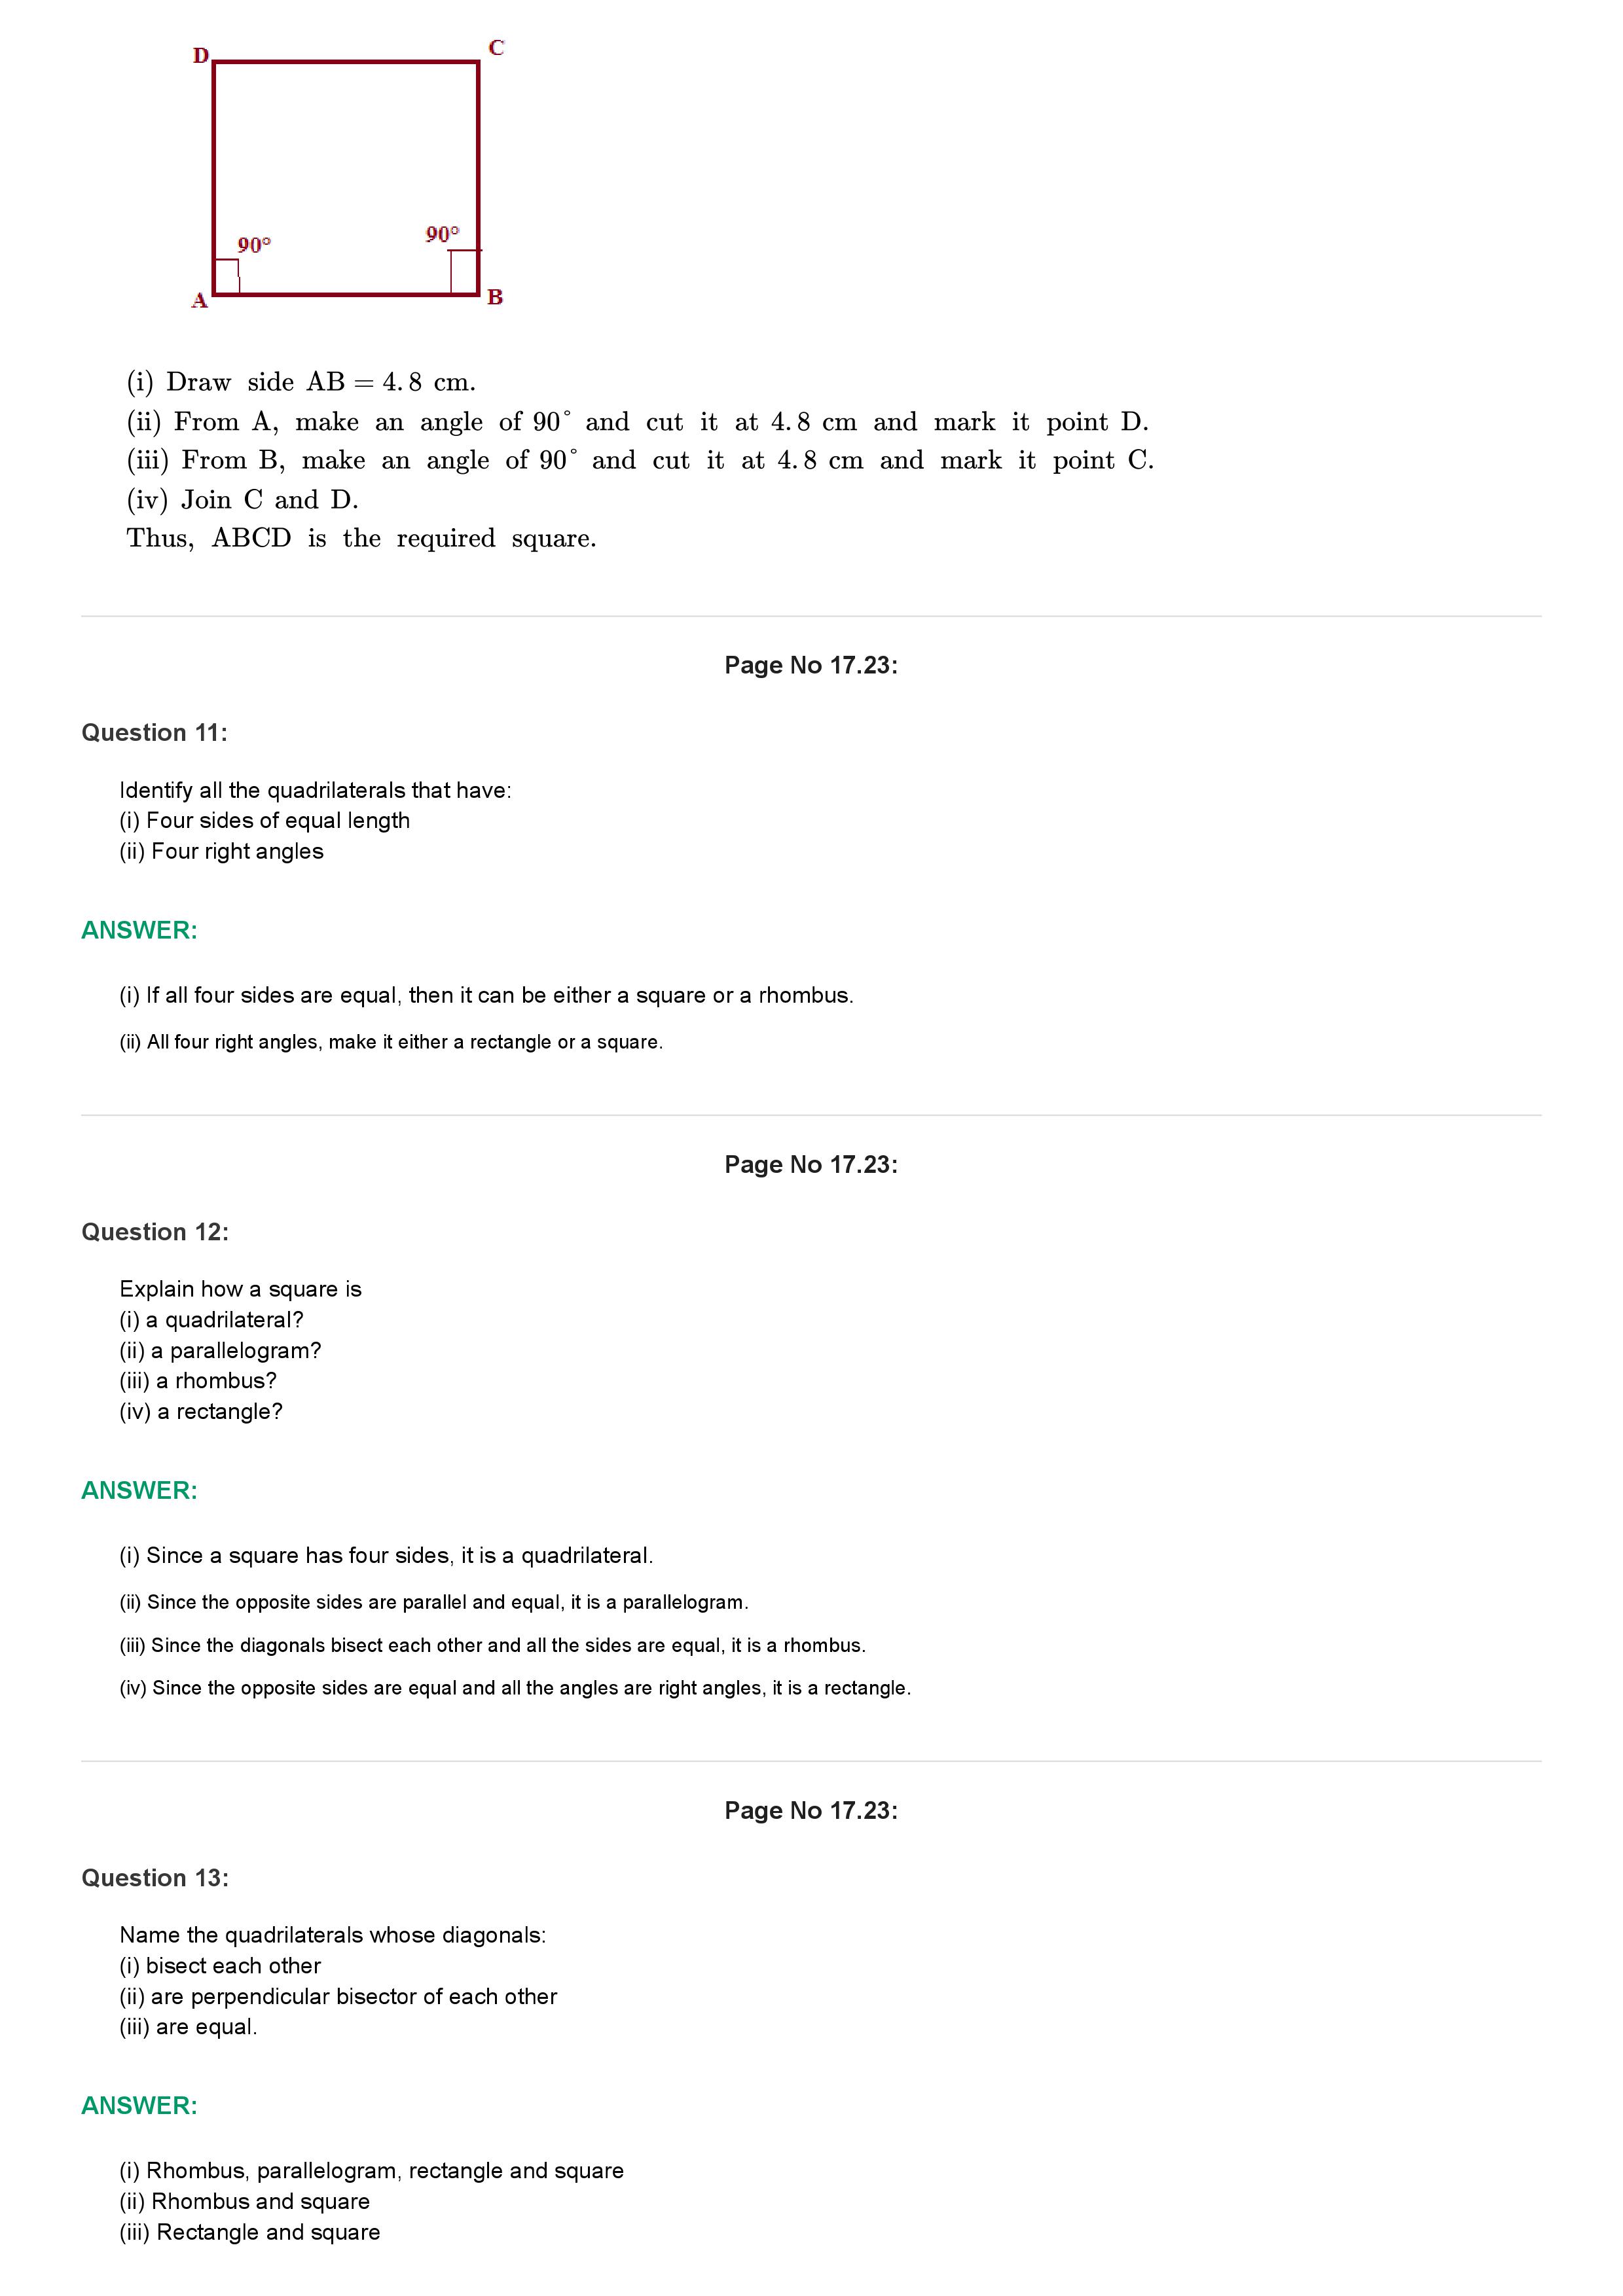 D
C
90°
90°
A
B
(i) Draw side AB = 4.8 cm.
(ii) From A, make an angle of 90° and cut it at 4.8 cm and mark it point D.
(iii) From B, make an angle of 90° and cut it at 4.8 cm and mark it point C.
(iv) Join C and D.
Thus, ABCD is the required square.
Page No 17.23:
Question 11:
Identify all the quadrilaterals that have:
(i) Four sides of equal length
(ii) Four right angles
ANSWER:
(i) If all four sides are equal, then it can be either a square or a rhombus.
(ii) All four right angles, make it either a rectangle or a square.
Page No 17.23:
Question 12:
Explain how a square is
(i) a quadrilateral?
(ii) a parallelogram?
(iii) a rhombus?
(iv) a rectangle?
ANSWER:
(i) Since a square has four sides, it is a quadrilateral.
(ii) Since the opposite sides are parallel and equal, it is a parallelogram.
(iii) Since the diagonals bisect each other and all the sides are equal, it is a rhombus.
(iv) Since the opposite sides are equal and all the angles are right angles, it is a rectangle.
Page No 17.23:
Question 13:
Name the quadrilaterals whose diagonals:
(i) bisect each other
(ii) are perpendicular bisector of each other
(iii) are equal.
ANSWER:
(i) Rhombus, parallelogram, rectangle and square
(ii) Rhombus and square
(iii) Rectangle and square